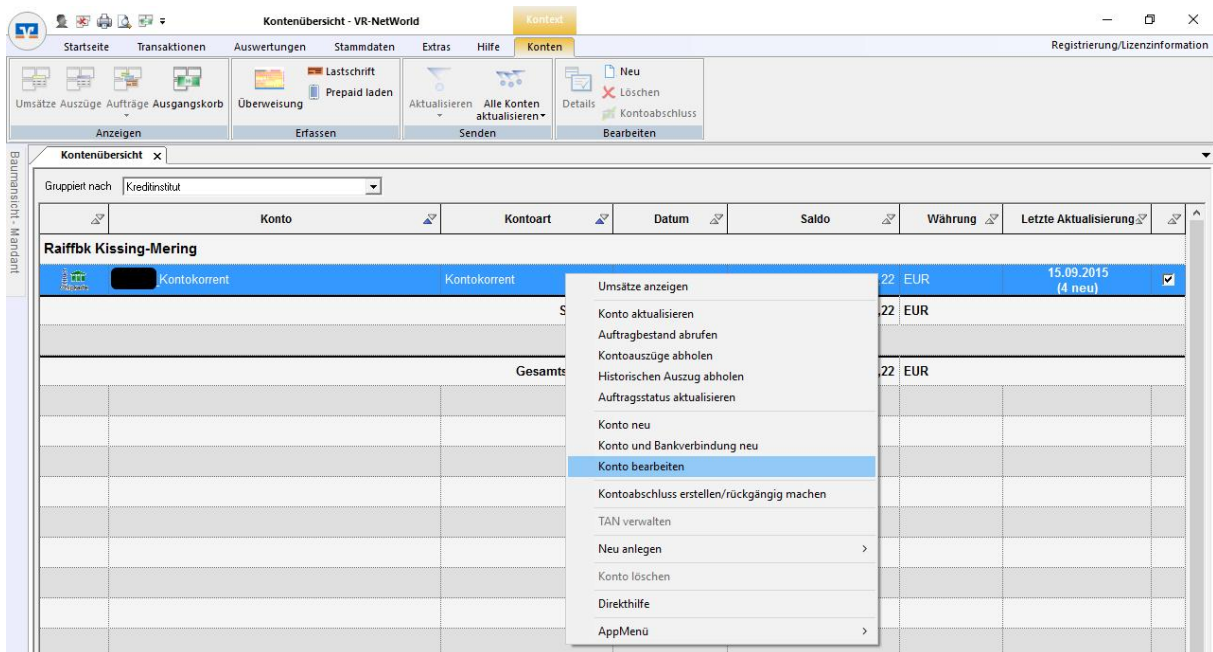 Kontenübersicht - VR-NetWorld
Kontext
Startseite Transaktionen Auswertungen Stammdaten Extras Hilfe Konten
Registrierung/Lizenzinformation
Umsätze Auszüge Aufträge Ausgangskorb
Anzeigen
Überweisung
Lastschrift
Prepaid laden
Erfassen
Aktualisieren Alle Konten
aktualisieren
Senden
Details
Neu
Löschen
Kontoabschluss
Bearbeiten
Baumansicht - Mandant
Kontenübersicht x
Gruppiert nach Kreditinstitut
Konto Kontoart Datum Saldo Währung Letzte Aktualisierung
Raiffbk Kissing-Mering
Kontokorrent Kontokorrent ,22 EUR 15.09.2015
(4 neu)
S ,22 EUR
Gesamts ,22 EUR
Umsätze anzeigen
Konto aktualisieren
Auftragbestand abrufen
Kontoauszüge abholen
Historischen Auszug abholen
Auftragsstatus aktualisieren
Konto neu
Konto und Bankverbindung neu
Konto bearbeiten
Kontoabschluss erstellen/rückgängig machen
TAN verwalten
Neu anlegen
Konto löschen
Direkthilfe
AppMenü